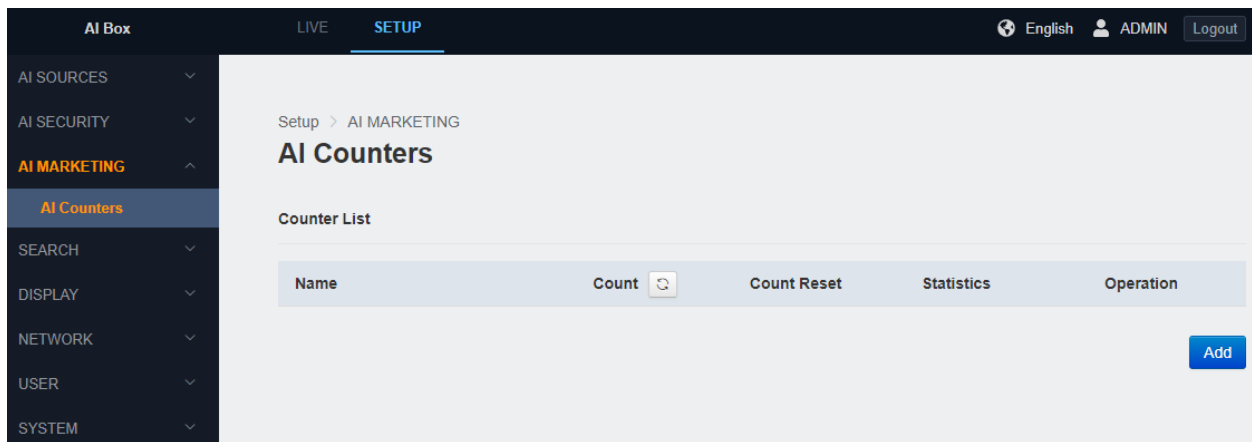 AI Box
LIVE SETUP
English ADMIN Logout
AI SOURCES
AI SECURITY
AI MARKETING
AI Counters
SEARCH
DISPLAY
NETWORK
USER
SYSTEM
Setup > AI MARKETING
AI Counters
Counter List
Name Count Count Reset Statistics Operation
Add